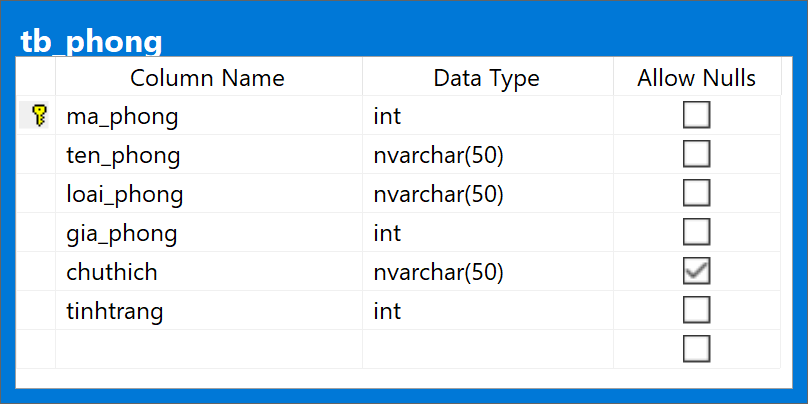 tb_phong
Column Name Data Type Allow Nulls
ma_phong int
ten_phong nvarchar(50)
loai_phong nvarchar(50)
gia_phong int
chuthich nvarchar(50)
tinhtrang int